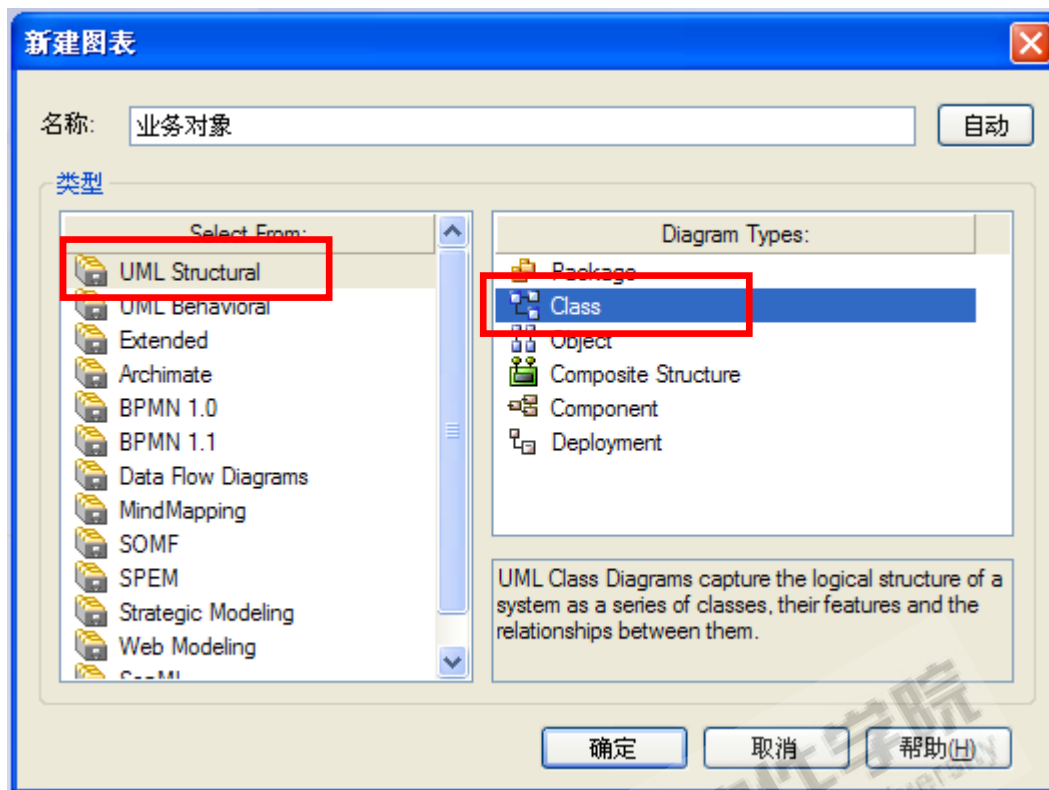 新建图表
名称:
业务对象
自动
类型
Select From:
UML Structural
UML Behavioral
Extended
Archimate
BPMN 1.0
BPMN 1.1
Data Flow Diagrams
MindMapping
SOMF
SPEM
Strategic Modeling
Web Modeling
Diagram Types:
Package
Class
Object
Composite Structure
Component
Deployment
UML Class Diagrams capture the logical structure of a
system as a series of classes, their features and the
relationships between them.
确定
取消
帮助(H)
学院